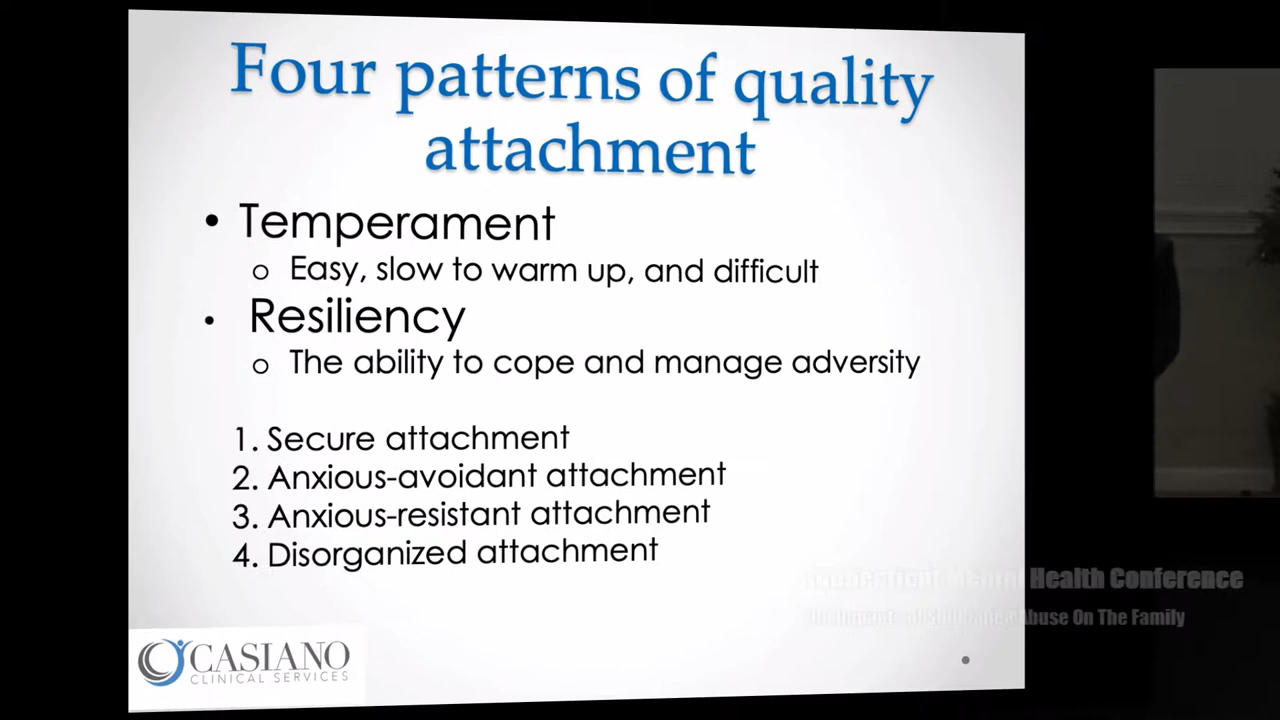 Four patterns of quality
attachment
• Temperament
o Easy, slow to warm up, and difficult
• Resiliency
o The ability to cope and manage adversity
1. Secure attachment
2. Anxious-avoidant attachment
3. Anxious-resistant attachment
4. Disorganized attachment
Health Conference
Abuse On The Family
CASIANO
CLINICAL SERVICES